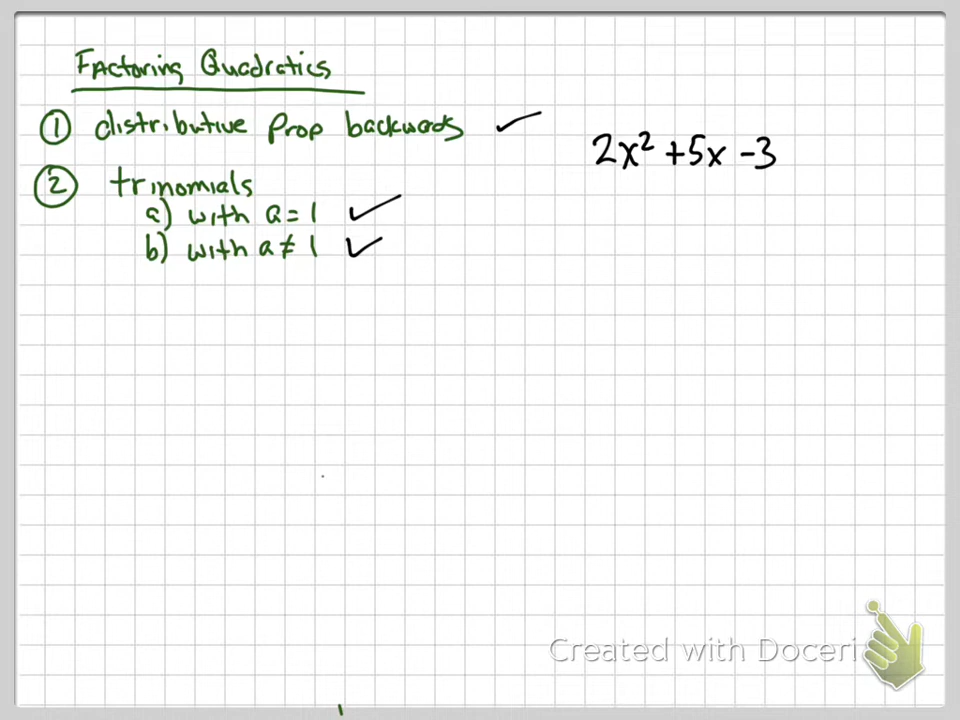 Factoring Quadratics
① distributive Prop backwards ✓
2x² + 5x - 3
② trinomials
a) with a = 1 ✓
b) with a ≠ 1 ✓
Created with Doceri